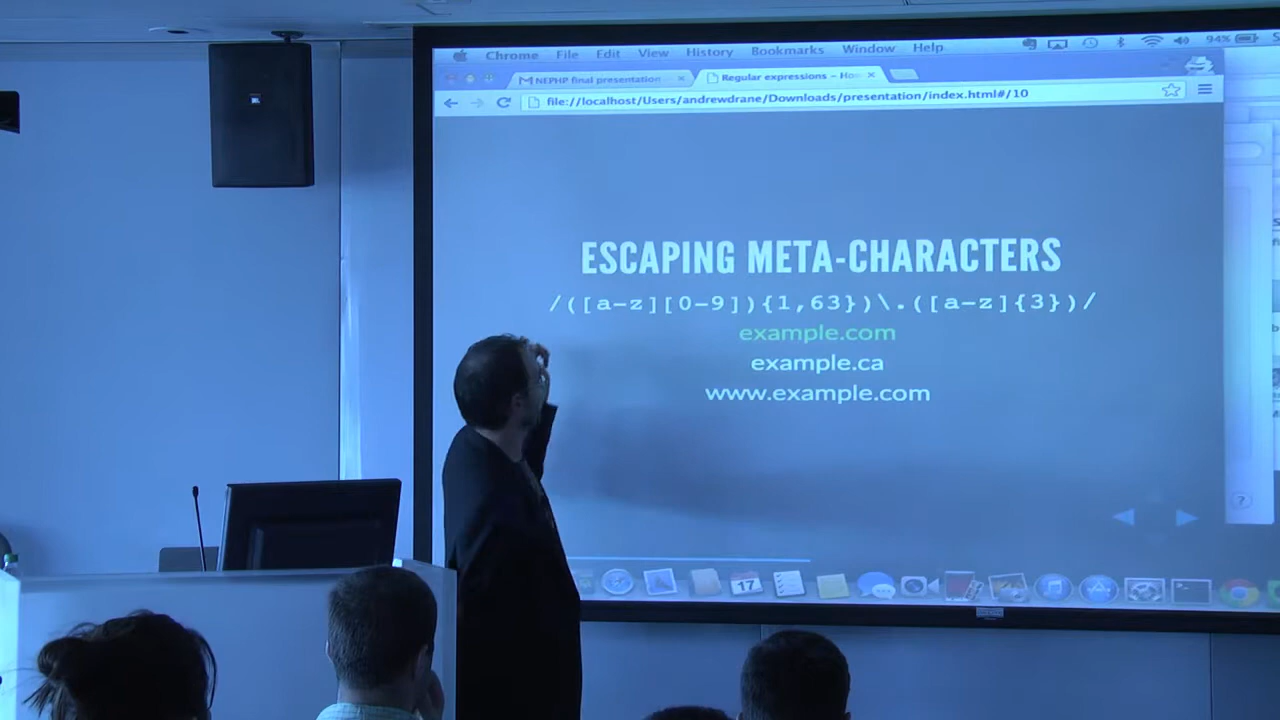 Chrome File Edit View History Bookmarks Window Help 94%
NEPHP final presentation Regular expressions – Ho
file://localhost/Users/andrewdrane/Downloads/presentation/index.html#/10
ESCAPING META-CHARACTERS
/([a-z][0-9]){1,63})\.([a-z]{3})/
example.com
example.ca
www.example.com
?
17